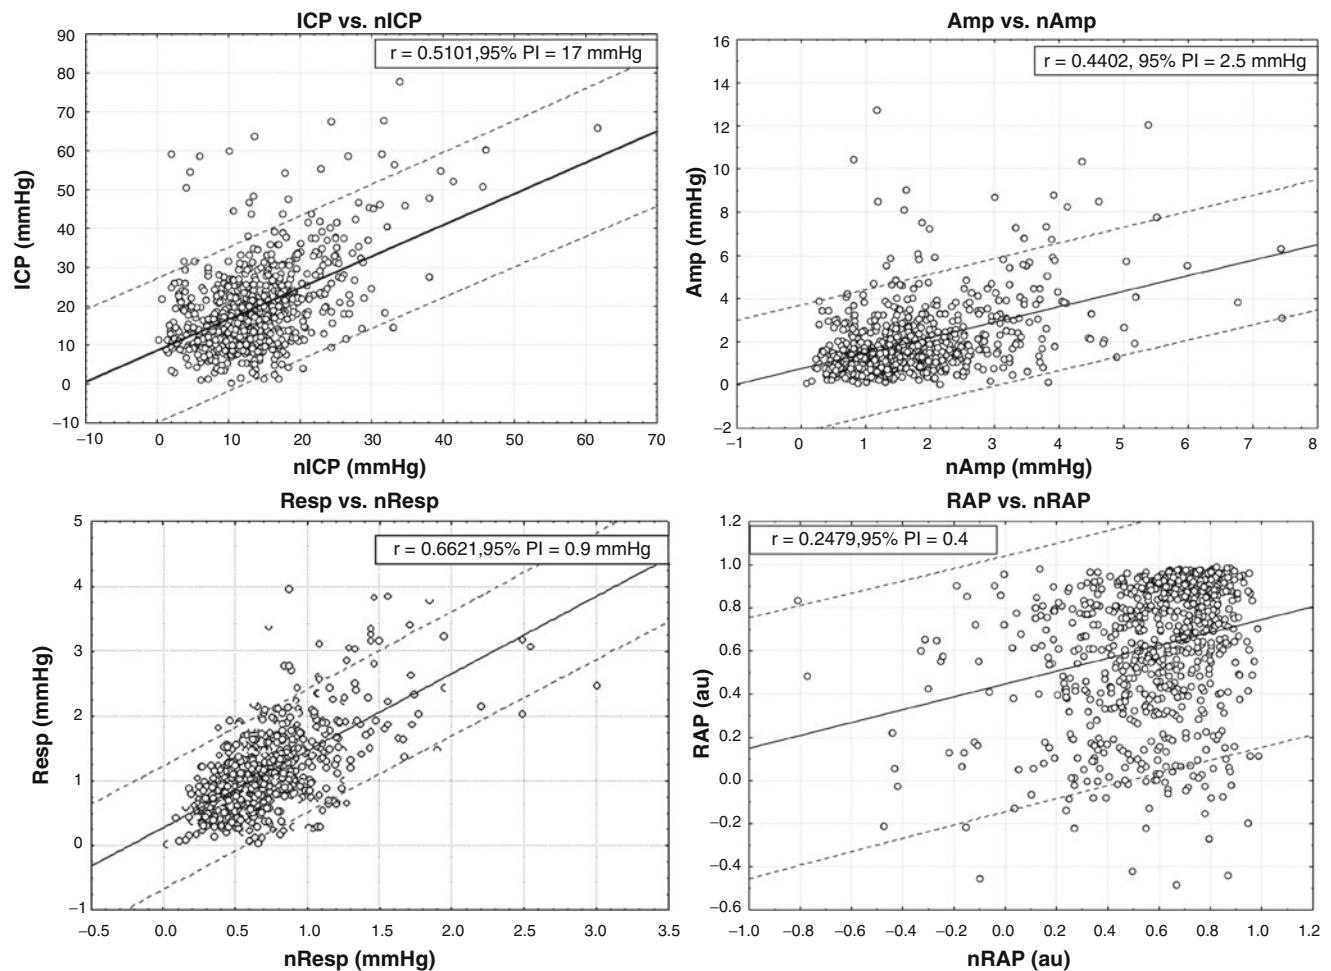 ICP vs. nICP
r = 0.5101,95% PI = 17 mmHg
ICP (mmHg)
90
80
70
60
50
40
30
20
10
0
–10
–10 0 10 20 30 40 50 60 70
nICP (mmHg)
Amp vs. nAmp
r = 0.4402, 95% PI = 2.5 mmHg
Amp (mmHg)
16
14
12
10
8
6
4
2
0
–2
–1 0 1 2 3 4 5 6 7 8
nAmp (mmHg)
Resp vs. nResp
r = 0.6621,95% PI = 0.9 mmHg
Resp (mmHg)
5
4
3
2
1
0
–1
–0.5 0.0 0.5 1.0 1.5 2.0 2.5 3.0 3.5
nResp (mmHg)
RAP vs. nRAP
r = 0.2479,95% PI = 0.4
RAP (au)
1.2
1.0
0.8
0.6
0.4
0.2
0.0
–0.2
–0.4
–0.6
–1.0 –0.8 –0.6 –0.4 –0.2 0.0 0.2 0.4 0.6 0.8 1.0 1.2
nRAP (au)